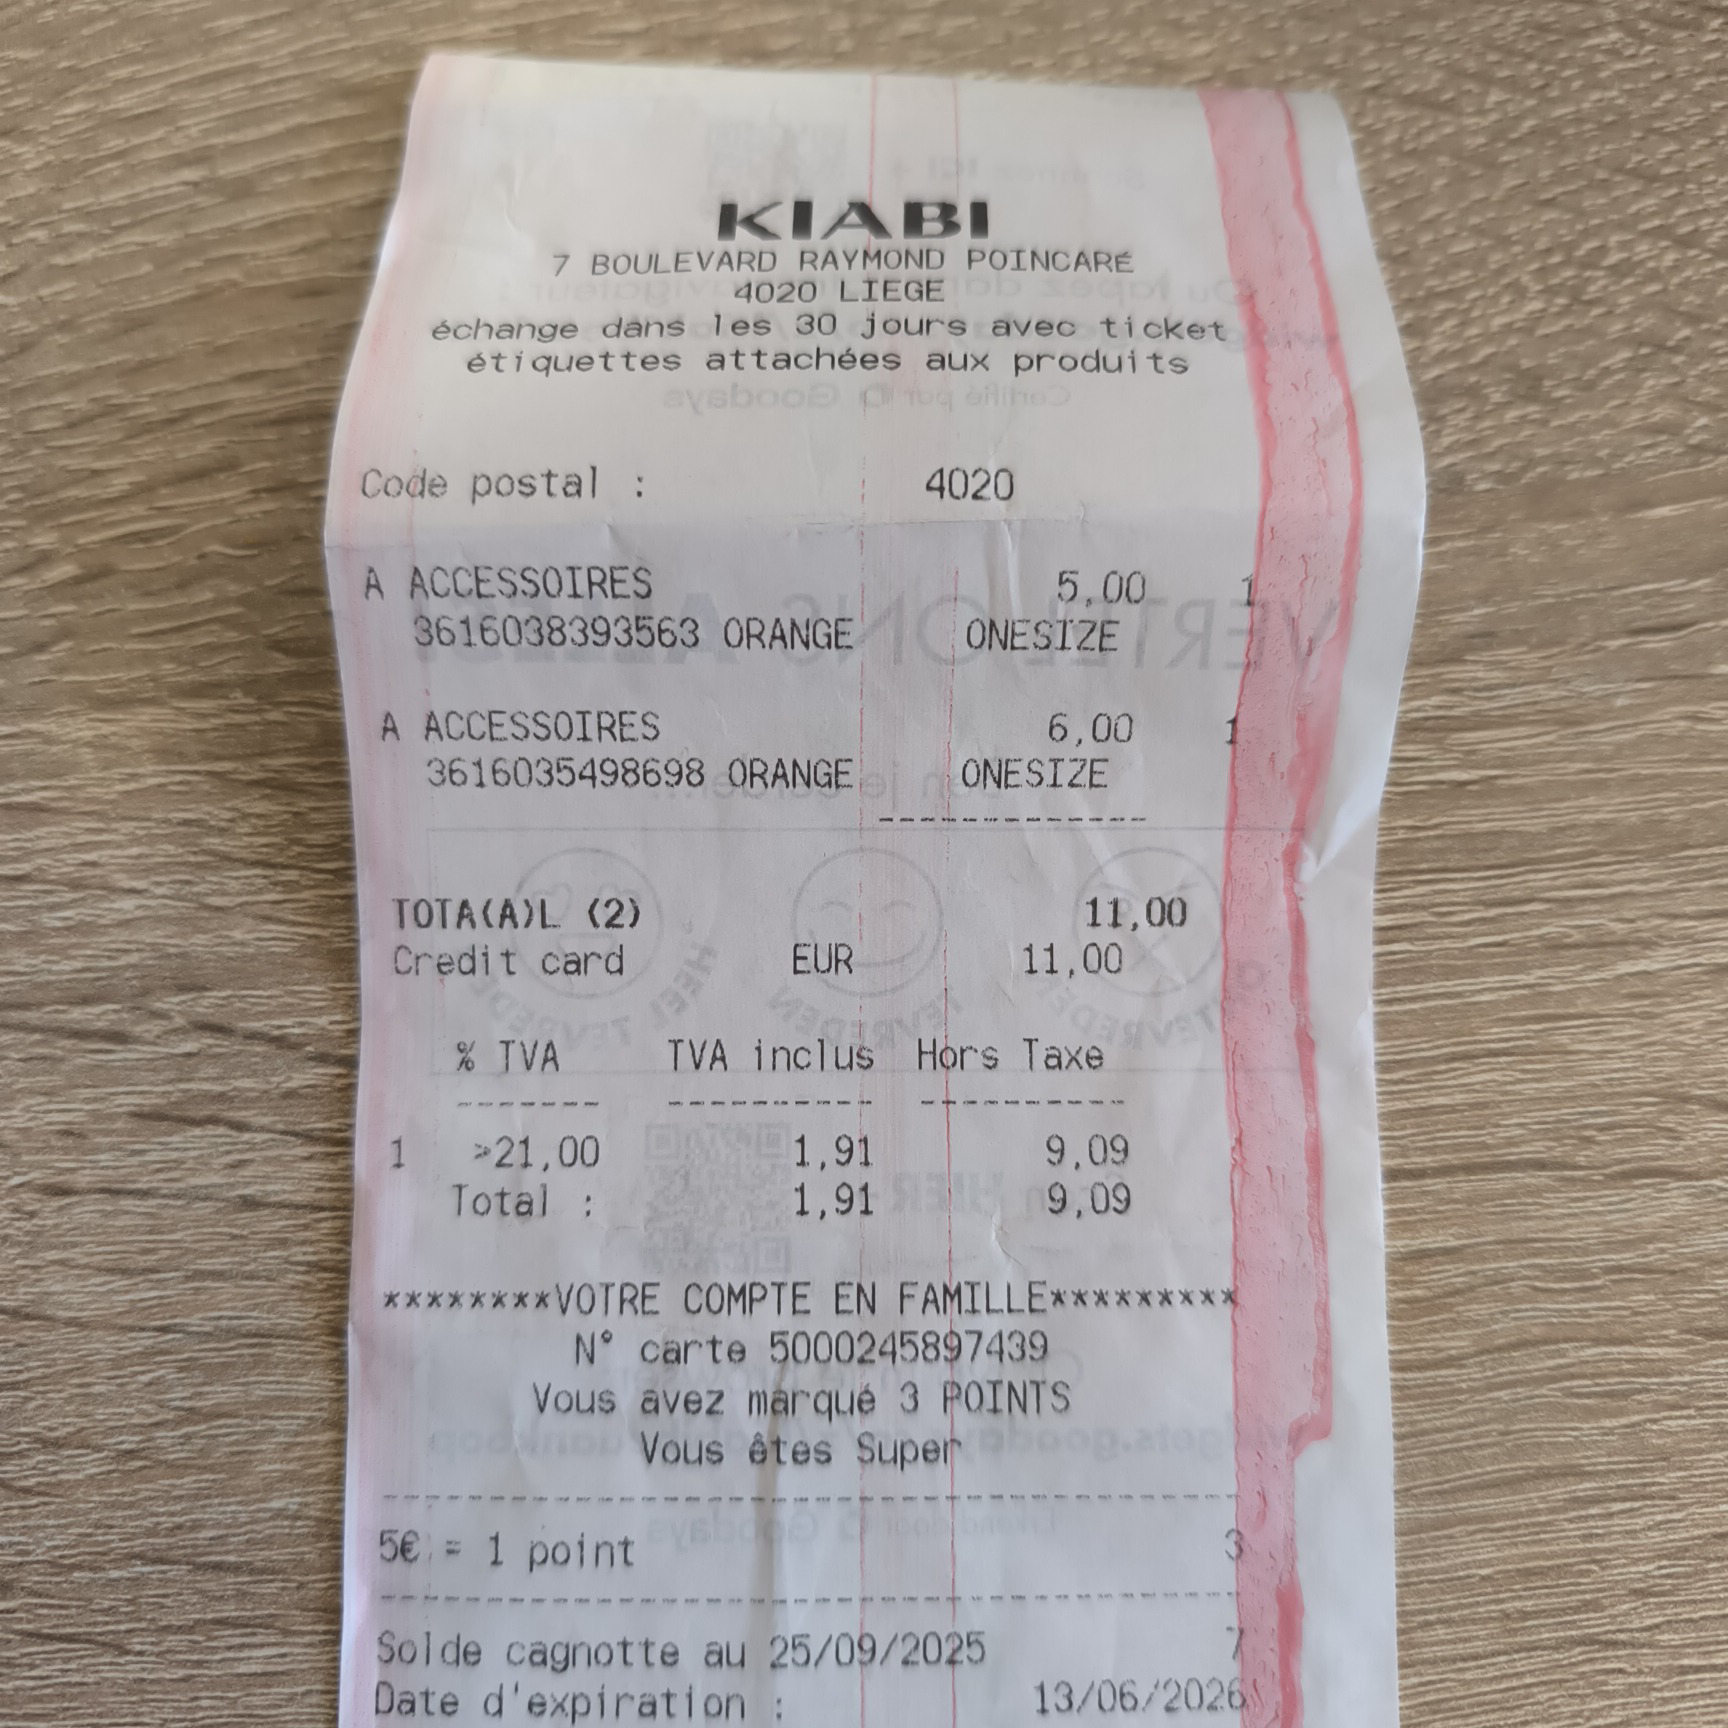 KIABI
7 BOULEVARD RAYMOND POINCARÉ
4020 LIEGE
échange dans les 30 jours avec ticket
étiquettes attachées aux produits
Code postal : 4020
A ACCESSOIRES 5,00 1
3616038393563 ORANGE ONESIZE
A ACCESSOIRES 6,00 1
3616035498698 ORANGE ONESIZE
TOTA(A)L (2) 11,00
Credit card EUR 11,00
% TVA TVA inclus Hors Taxe
1 >21,00 1,91 9,09
Total : 1,91 9,09
********VOTRE COMPTE EN FAMILLE*********
N° carte 5000245897439
Vous avez marqué 3 POINTS
Vous êtes Super
5€ = 1 point 3
Solde cagnotte au 25/09/2025 7
Date d'expiration : 13/06/2026